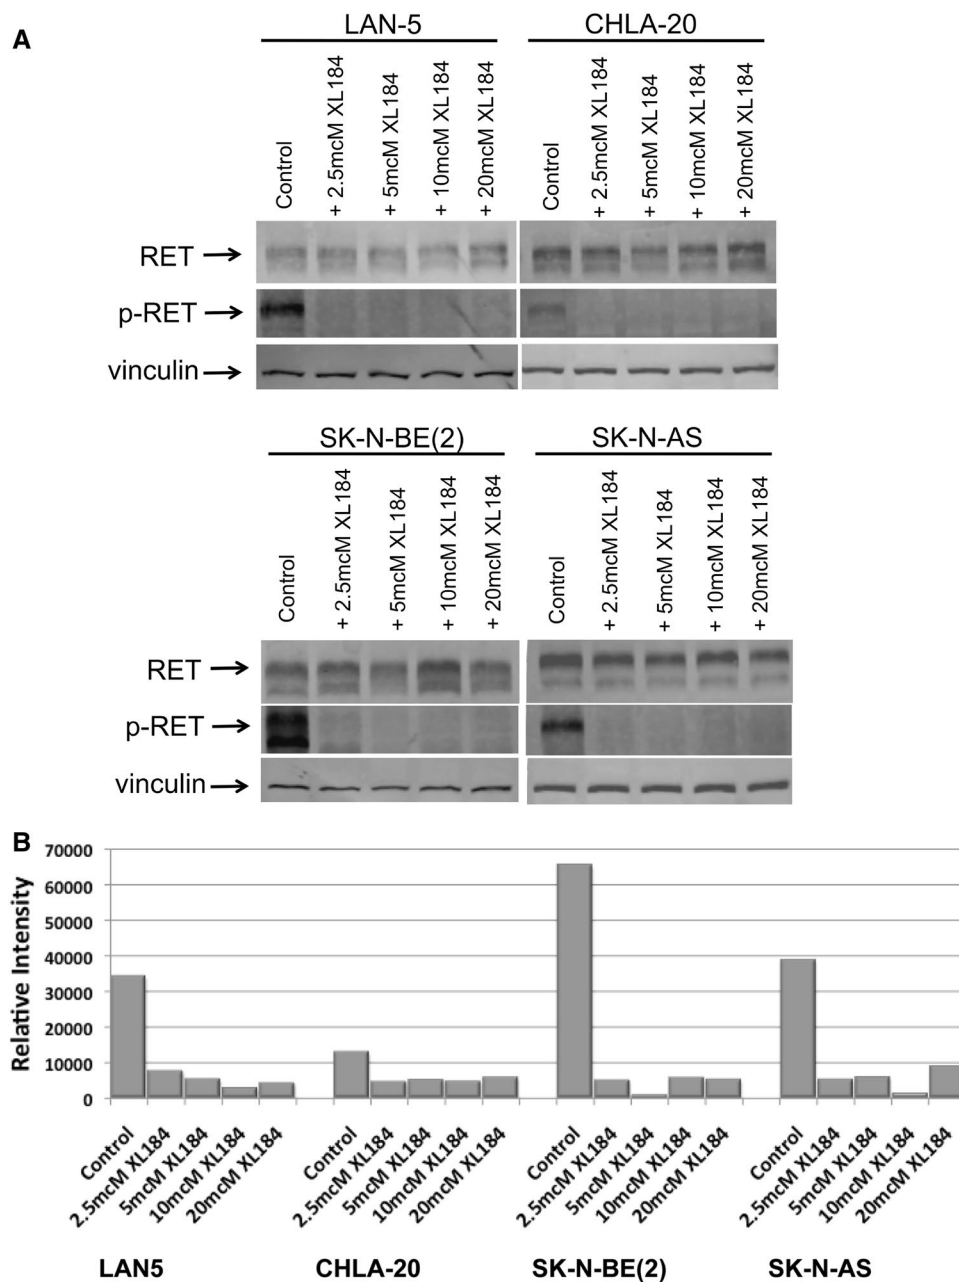 A
LAN-5 CHLA-20
Control + 2.5mcM XL184 + 5mcM XL184 + 10mcM XL184 + 20mcM XL184 Control + 2.5mcM XL184 + 5mcM XL184 + 10mcM XL184 + 20mcM XL184
RET
p-RET
vinculin
SK-N-BE(2) SK-N-AS
Control + 2.5mcM XL184 + 5mcM XL184 + 10mcM XL184 + 20mcM XL184 Control + 2.5mcM XL184 + 5mcM XL184 + 10mcM XL184 + 20mcM XL184
RET
p-RET
vinculin
B
Relative Intensity
70000
60000
50000
40000
30000
20000
10000
0
Control 2.5mcM XL184 5mcM XL184 10mcM XL184 20mcM XL184 Control 2.5mcM XL184 5mcM XL184 10mcM XL184 20mcM XL184 Control 2.5mcM XL184 5mcM XL184 10mcM XL184 20mcM XL184 Control 2.5mcM XL184 5mcM XL184 10mcM XL184 20mcM XL184
LAN5 CHLA-20 SK-N-BE(2) SK-N-AS